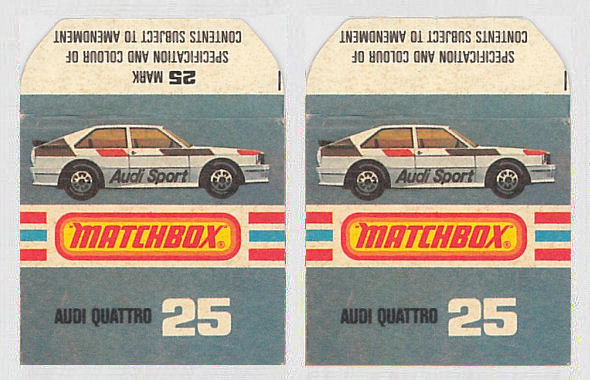 CONTENTS SUBJECT TO AMENDMENT
SPECIFICATION AND COLOUR OF
25 MARK
Audi Sport
MATCHBOX®
AUDI QUATTRO 25
CONTENTS SUBJECT TO AMENDMENT
SPECIFICATION AND COLOUR OF
Audi Sport
MATCHBOX®
AUDI QUATTRO 25